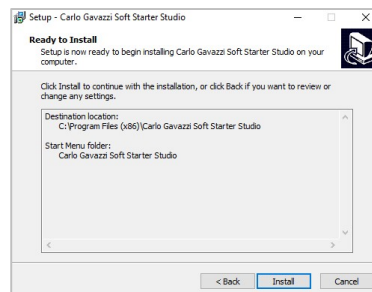 Setup - Carlo Gavazzi Soft Starter Studio
Ready to Install
Setup is now ready to begin installing Carlo Gavazzi Soft Starter Studio on your
computer.
Click Install to continue with the installation, or click Back if you want to review or
change any settings.
Destination location:
C:\Program Files (x86)\Carlo Gavazzi Soft Starter Studio
Start Menu folder:
Carlo Gavazzi Soft Starter Studio
< Back Install Cancel